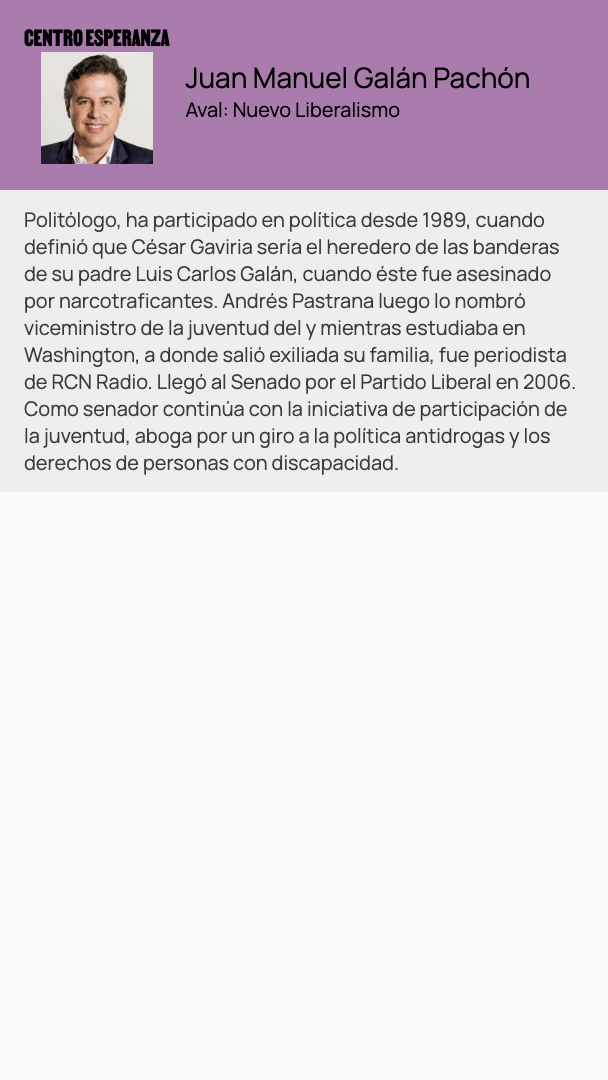 CENTRO ESPERANZA
Juan Manuel Galán Pachón
Aval: Nuevo Liberalismo
Politólogo, ha participado en política desde 1989, cuando
definió que César Gaviria sería el heredero de las banderas
de su padre Luis Carlos Galán, cuando éste fue asesinado
por narcotraficantes. Andrés Pastrana luego lo nombró
viceministro de la juventud del y mientras estudiaba en
Washington, a donde salió exiliada su familia, fue periodista
de RCN Radio. Llegó al Senado por el Partido Liberal en 2006.
Como senador continúa con la iniciativa de participación de
la juventud, aboga por un giro a la política antidrogas y los
derechos de personas con discapacidad.